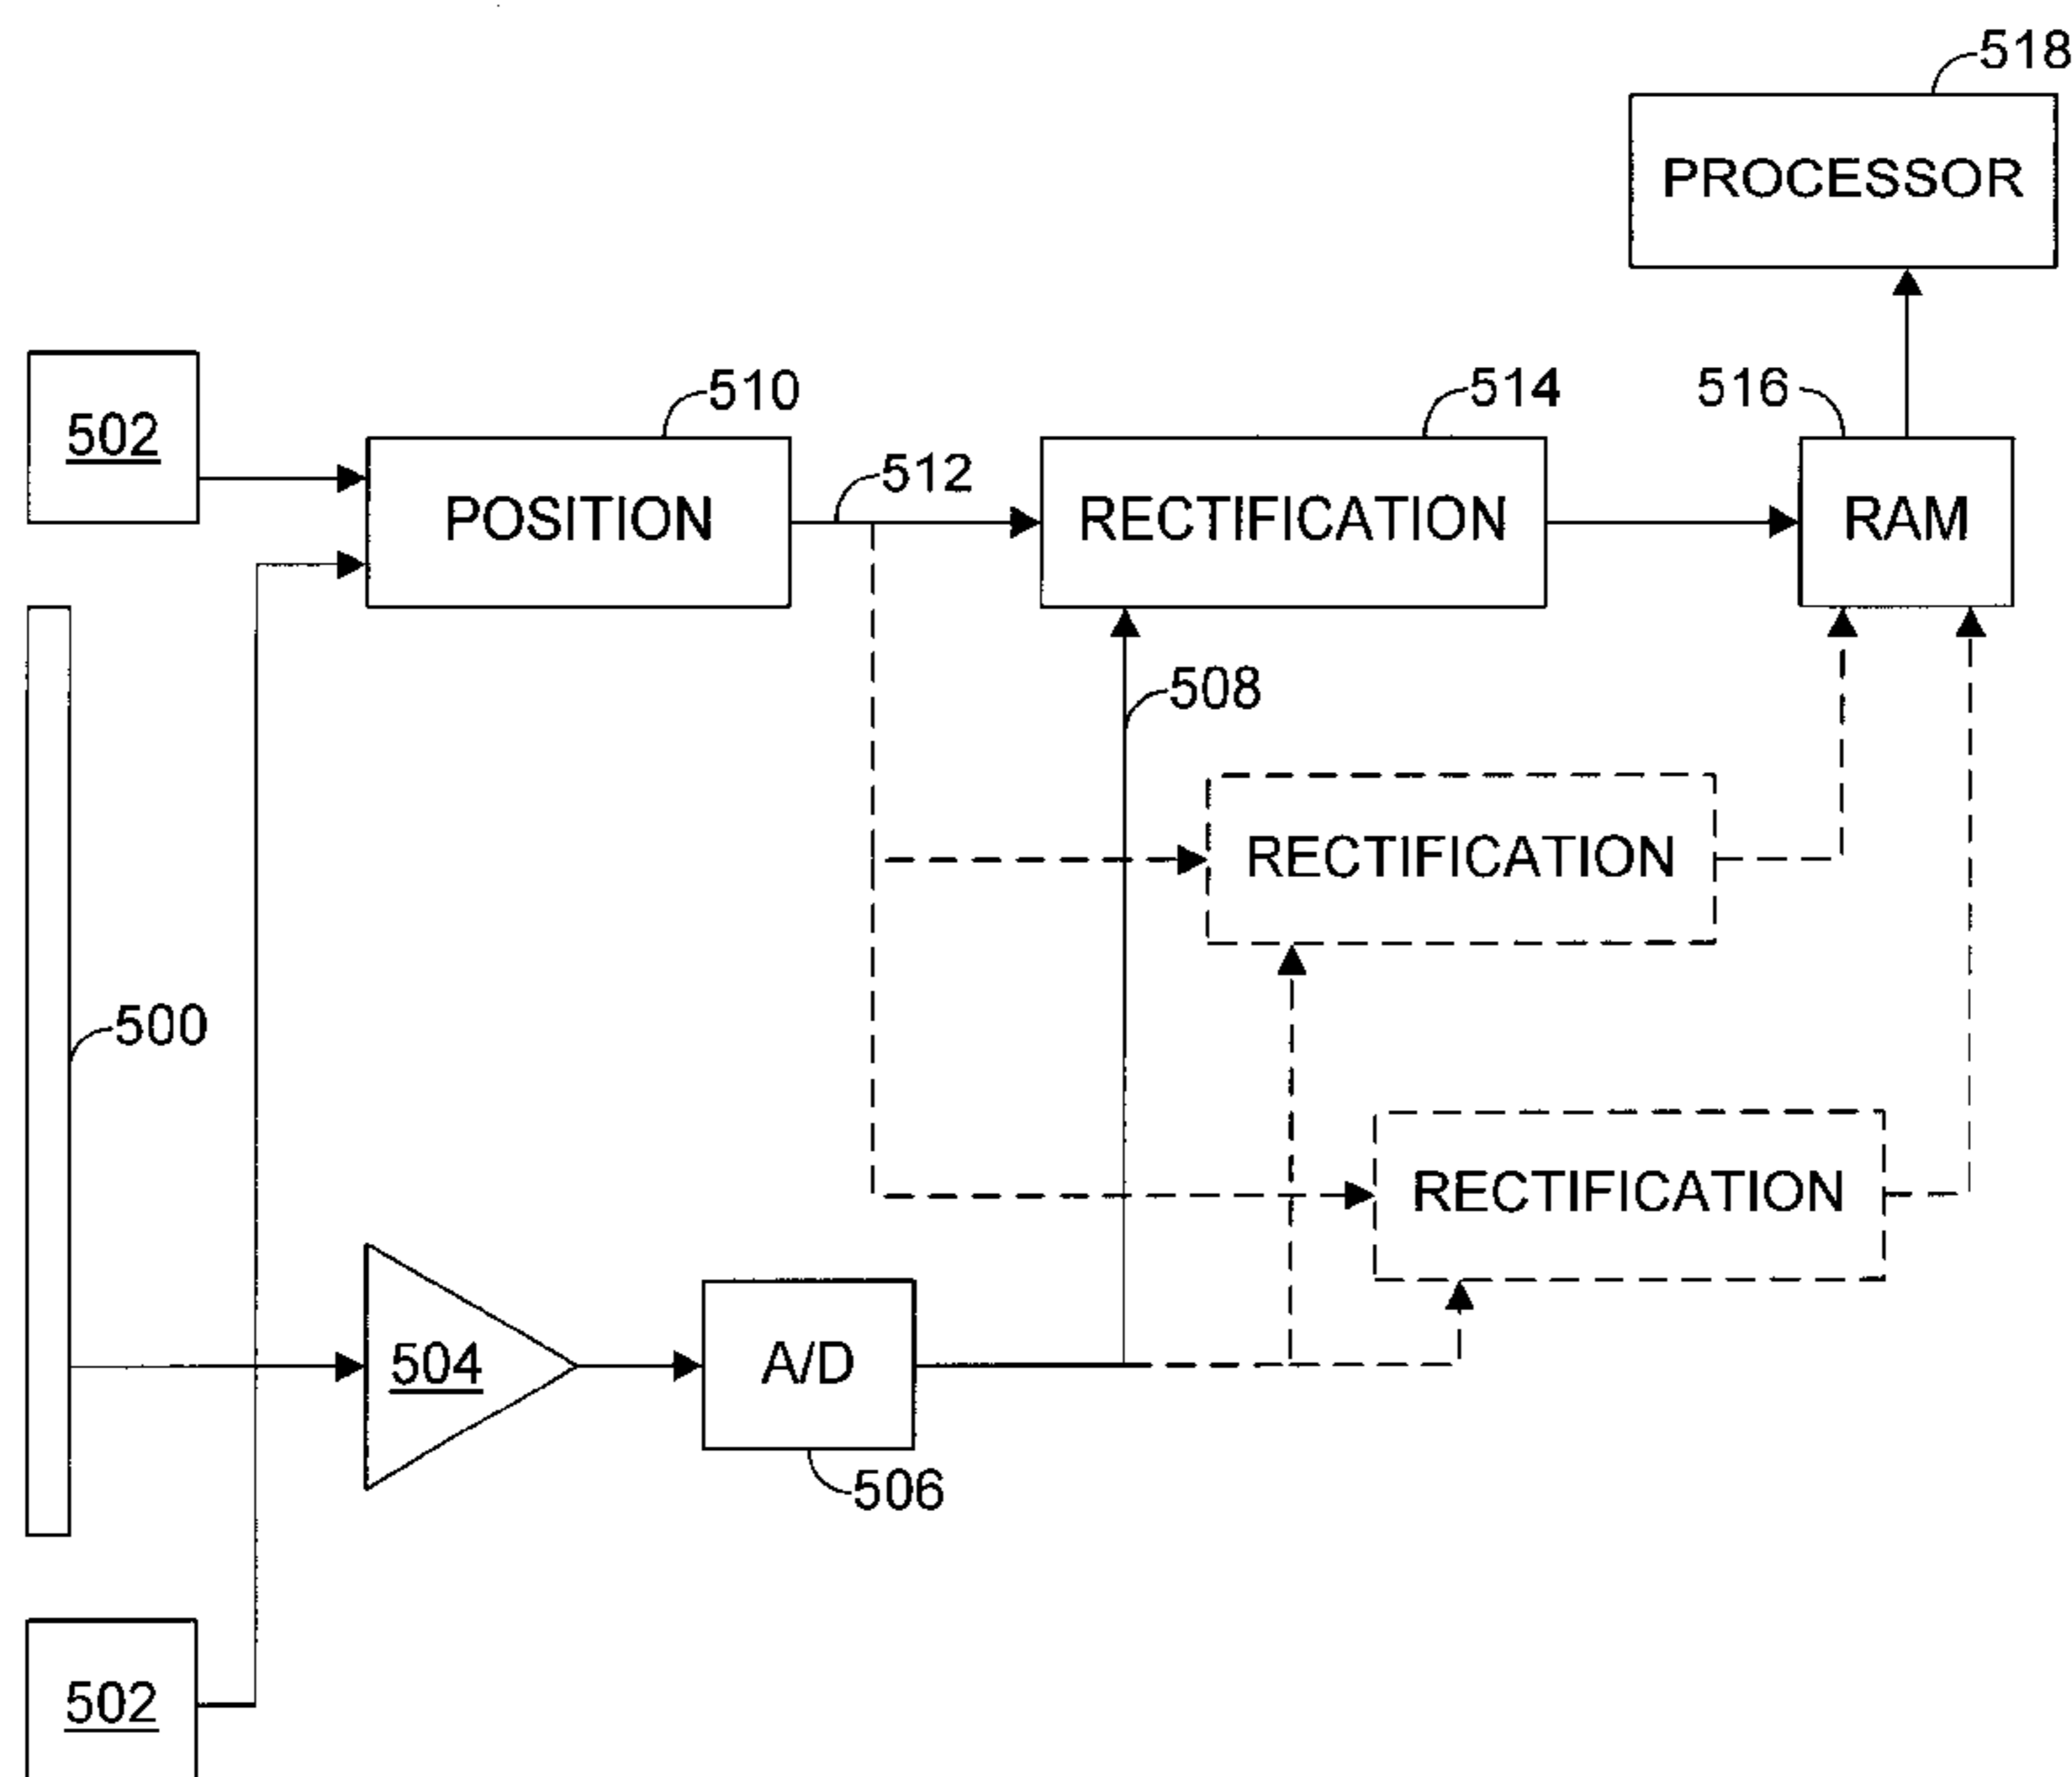 518
PROCESSOR
510
514
516
502
512
POSITION
RECTIFICATION
RAM
508
RECTIFICATION
500
RECTIFICATION
504
A/D
506
502